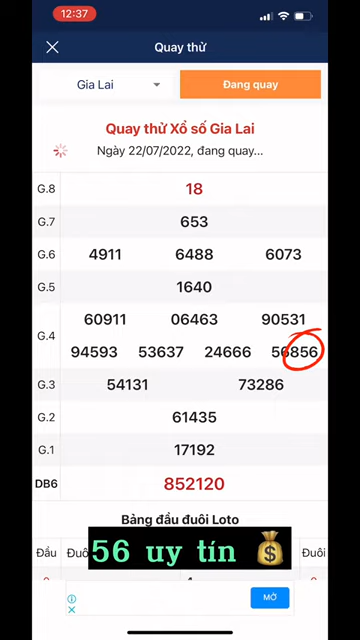 12:37
Quay thử
Gia Lai
Đang quay
Quay thử Xổ số Gia Lai
Ngày 22/07/2022, đang quay...
G.8 18
G.7 653
G.6 4911 6488 6073
G.5 1640
G.4 60911 06463 90531
94593 53637 24666 56856
G.3 54131 73286
G.2 61435
G.1 17192
ĐB6 852120
Bảng đầu đuôi Loto
56 uy tín
Đầu Đuôi
MỞ